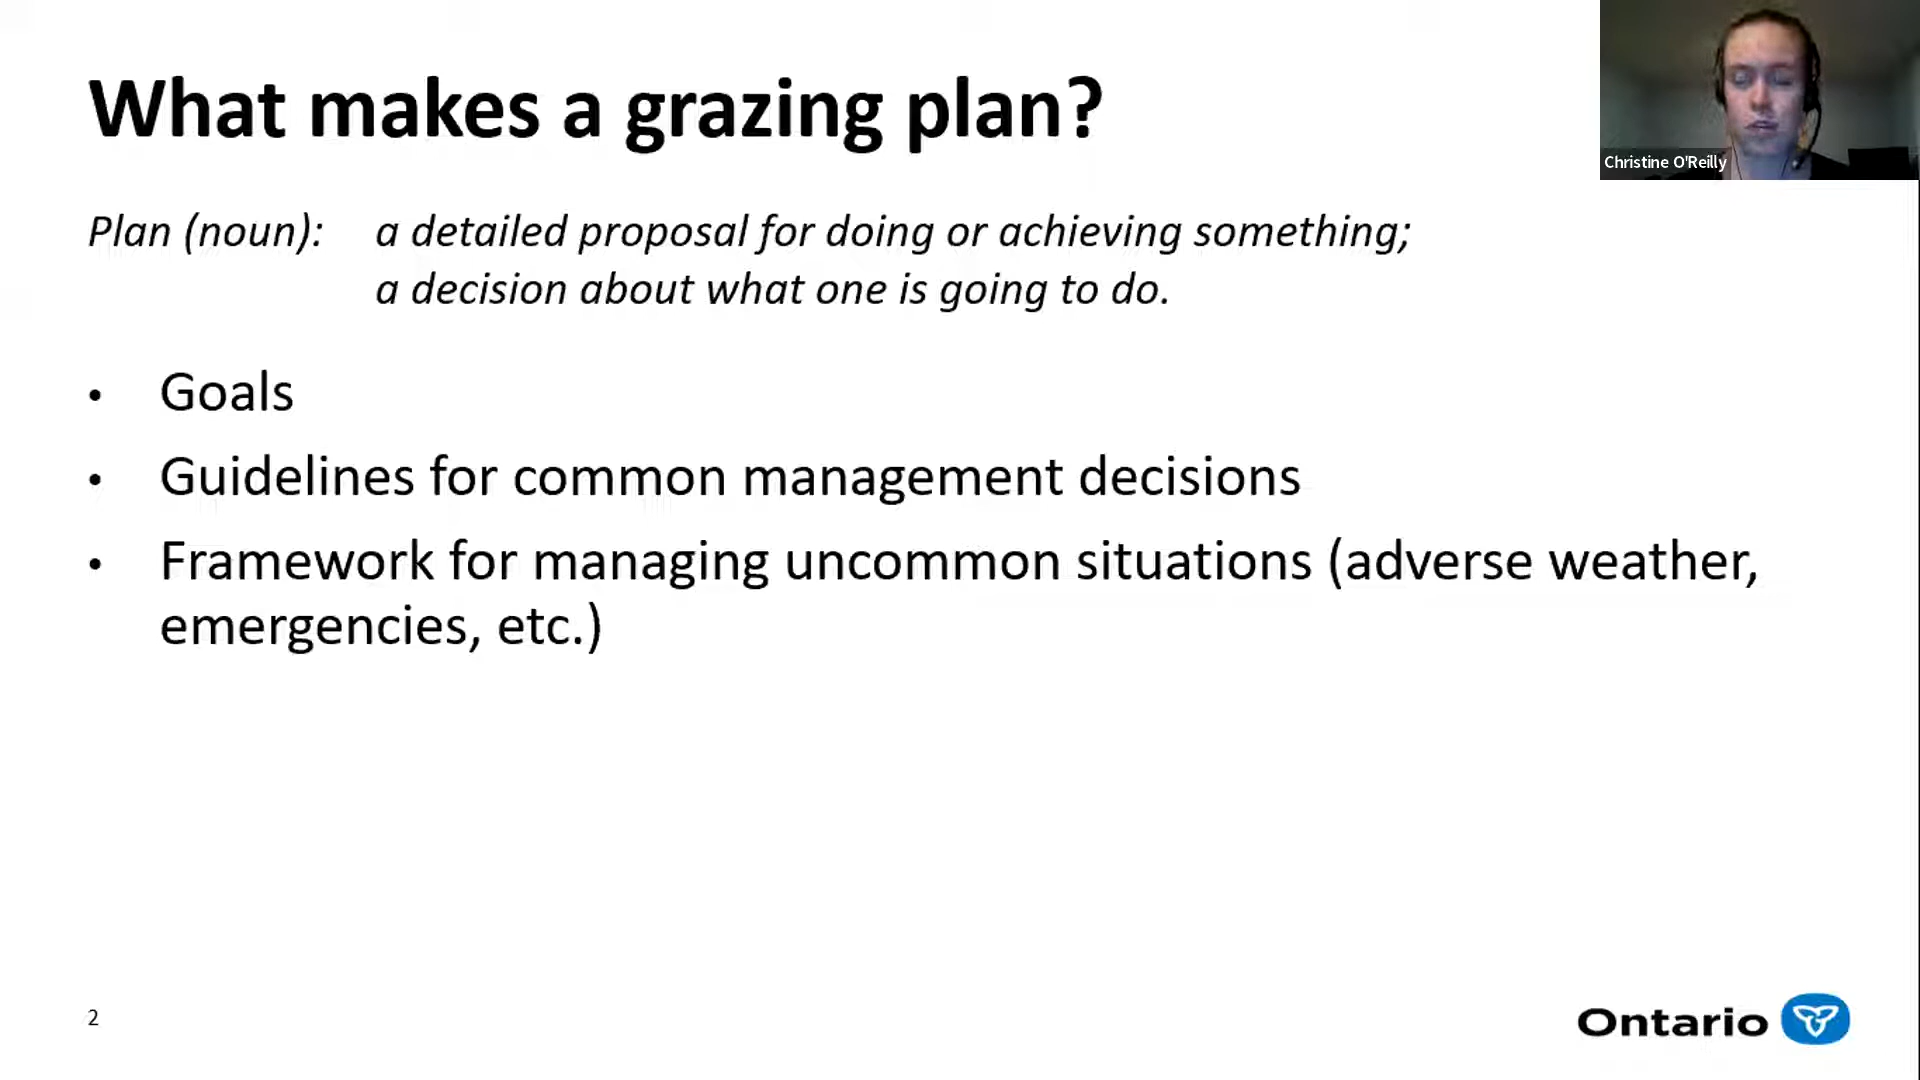 What makes a grazing plan?
Christine O'Reilly
Plan (noun): a detailed proposal for doing or achieving something;
a decision about what one is going to do.
• Goals
• Guidelines for common management decisions
• Framework for managing uncommon situations (adverse weather,
emergencies, etc.)
2
Ontario